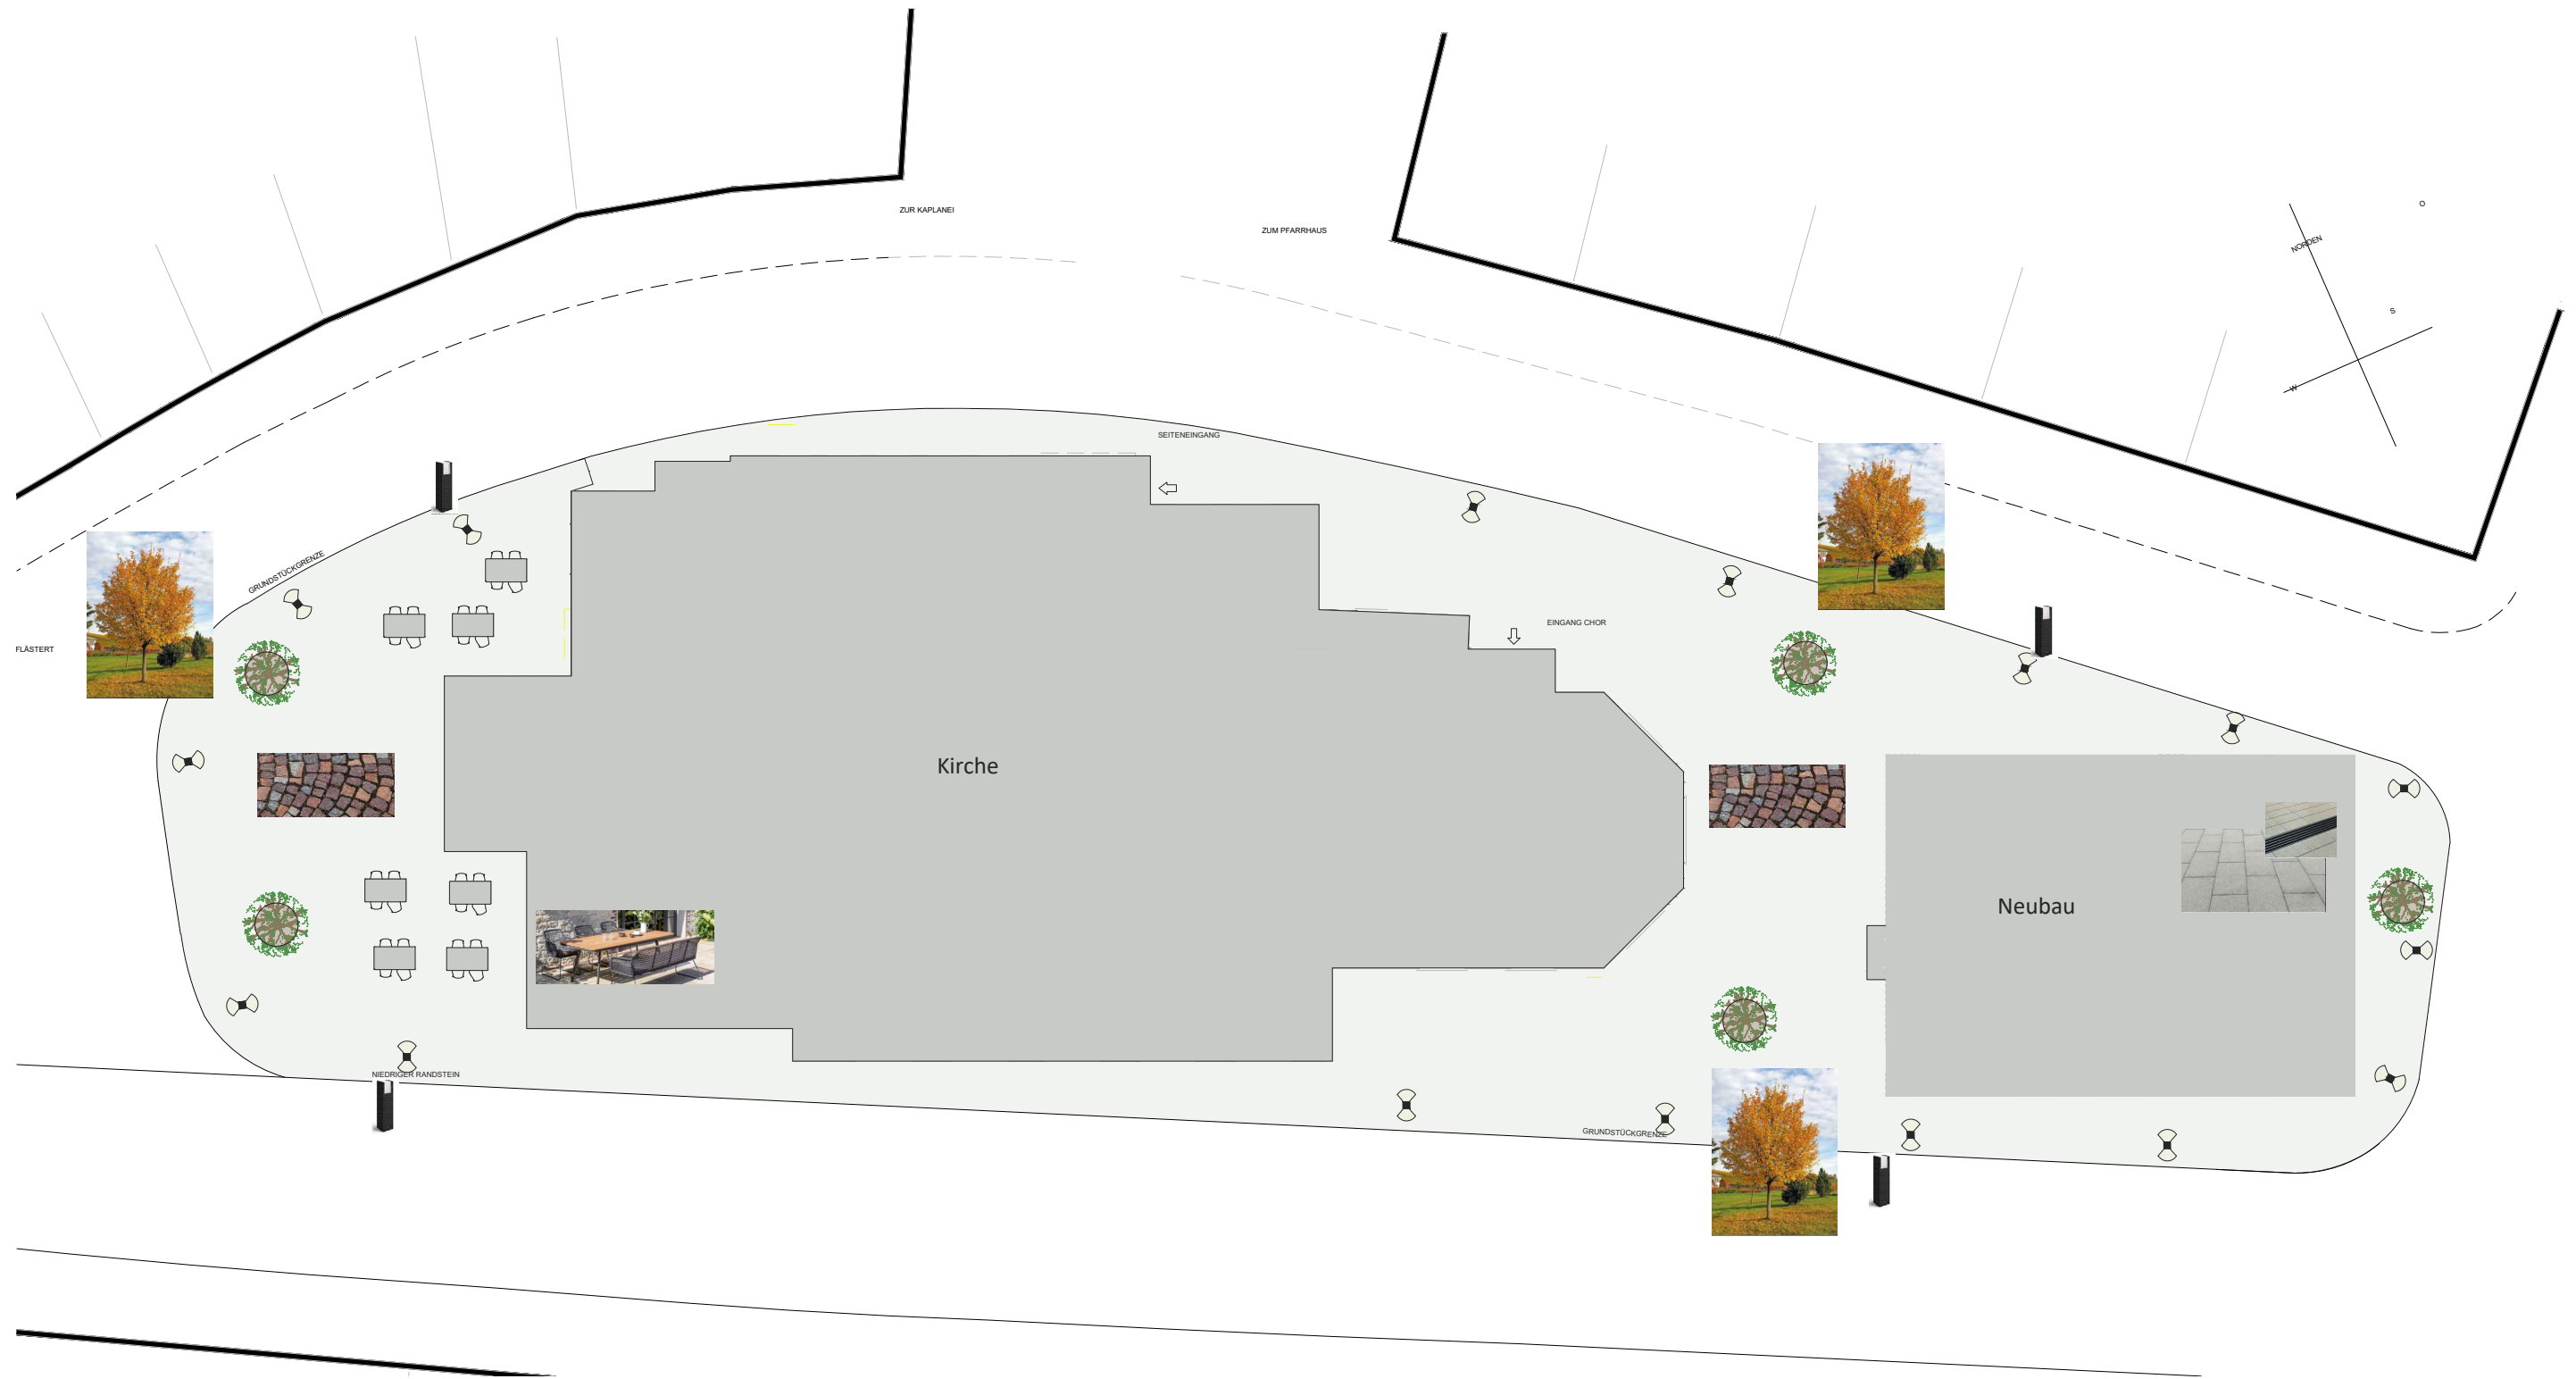 ZUR KAPLANEI
ZUM PFARRHAUS
O
NORDEN
S
W
SEITENEINGANG
GRUNDSTÜCKGRENZE
EINGANG CHOR
FLÄSTERT
Kirche
Neubau
NIEDRIGER RANDSTEIN
GRUNDSTÜCKGRENZE